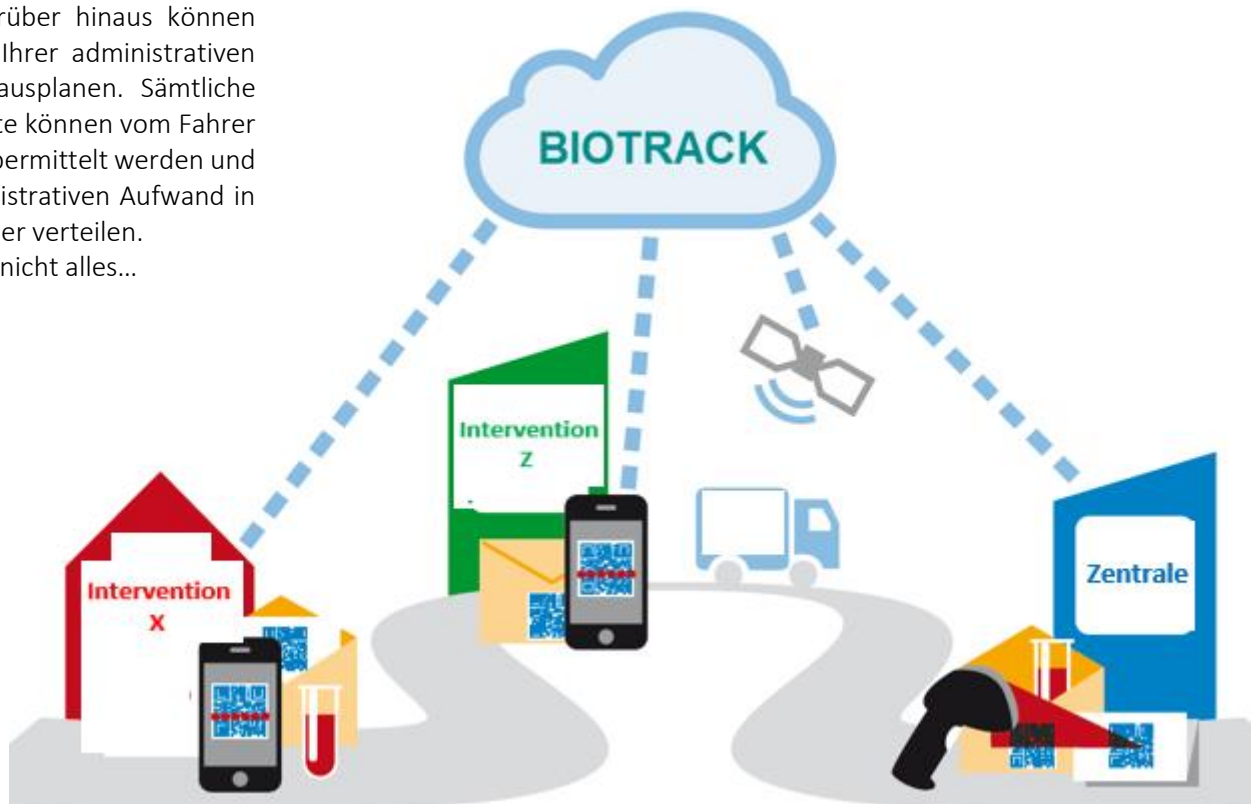 rüber hinaus können
Ihrer administrativen
ausplanen. Sämtliche
te können vom Fahrer
bermittelt werden und
istrativen Aufwand in
er verteilen.
nicht alles...
BIOTRACK
Intervention
Z
Intervention
X
Zentrale